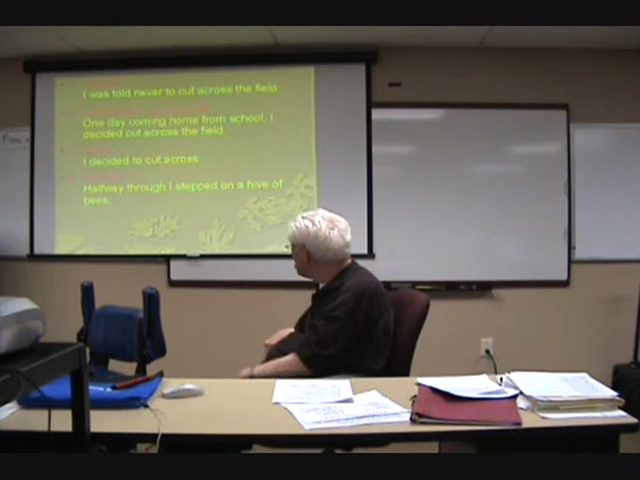 I was told never to cut across the field
One day coming home from school, I
decided cut across the field.
I decided to cut across
Halfway through I stepped on a hive of
bees.